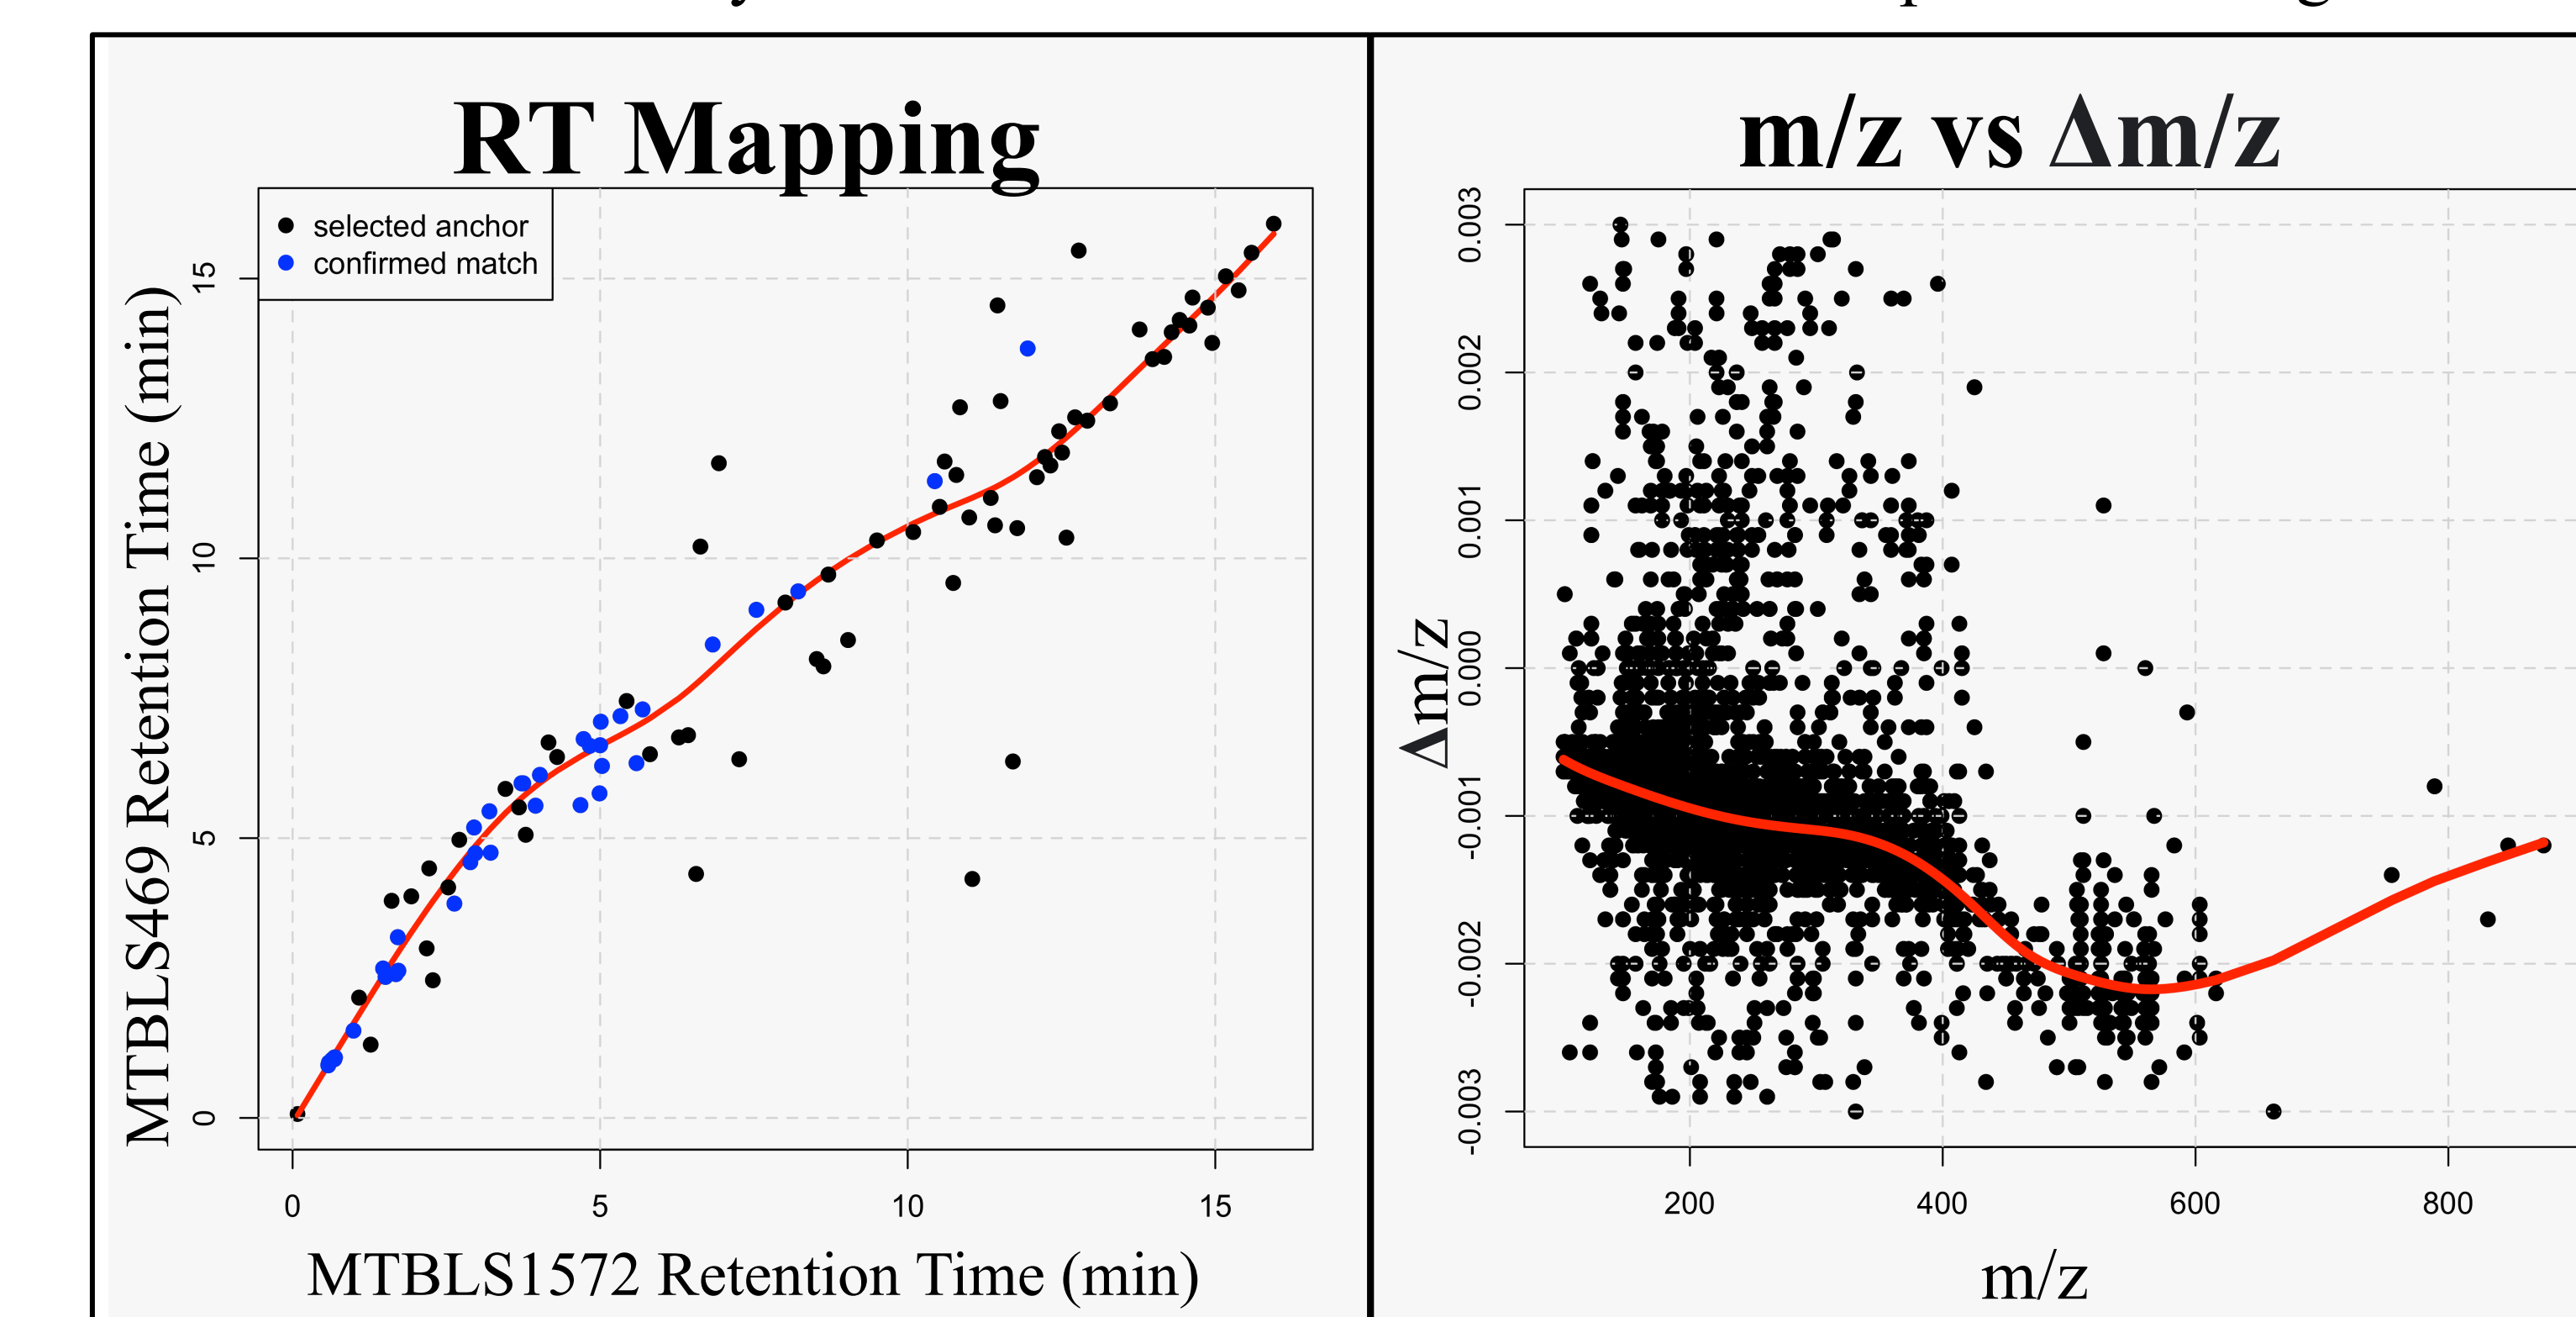 RT Mapping
selected anchor
confirmed match
MTBLS469 Retention Time (min)
15
10
5
0
0 5 10 15
MTBLS1572 Retention Time (min)
m/z vs Δm/z
Δm/z
0.003
0.002
0.001
0.000
-0.001
-0.002
-0.003
200 400 600 800
m/z